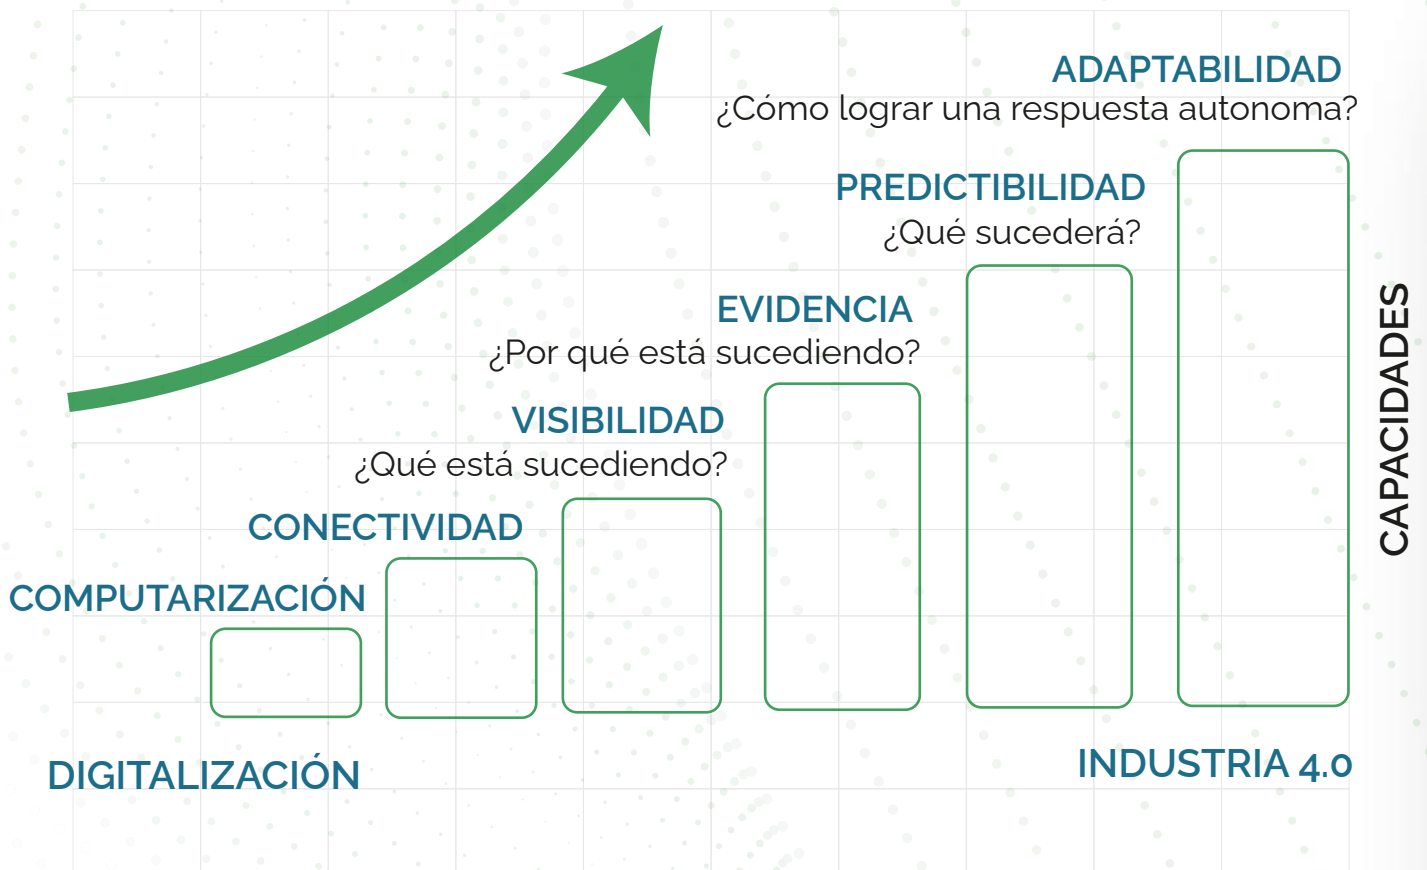 ADAPTABILIDAD
¿Cómo lograr una respuesta autonoma?
PREDICTIBILIDAD
¿Qué sucederá?
EVIDENCIA
¿Por qué está sucediendo?
VISIBILIDAD
¿Qué está sucediendo?
CONECTIVIDAD
COMPUTARIZACIÓN
DIGITALIZACIÓN
INDUSTRIA 4.0
CAPACIDADES